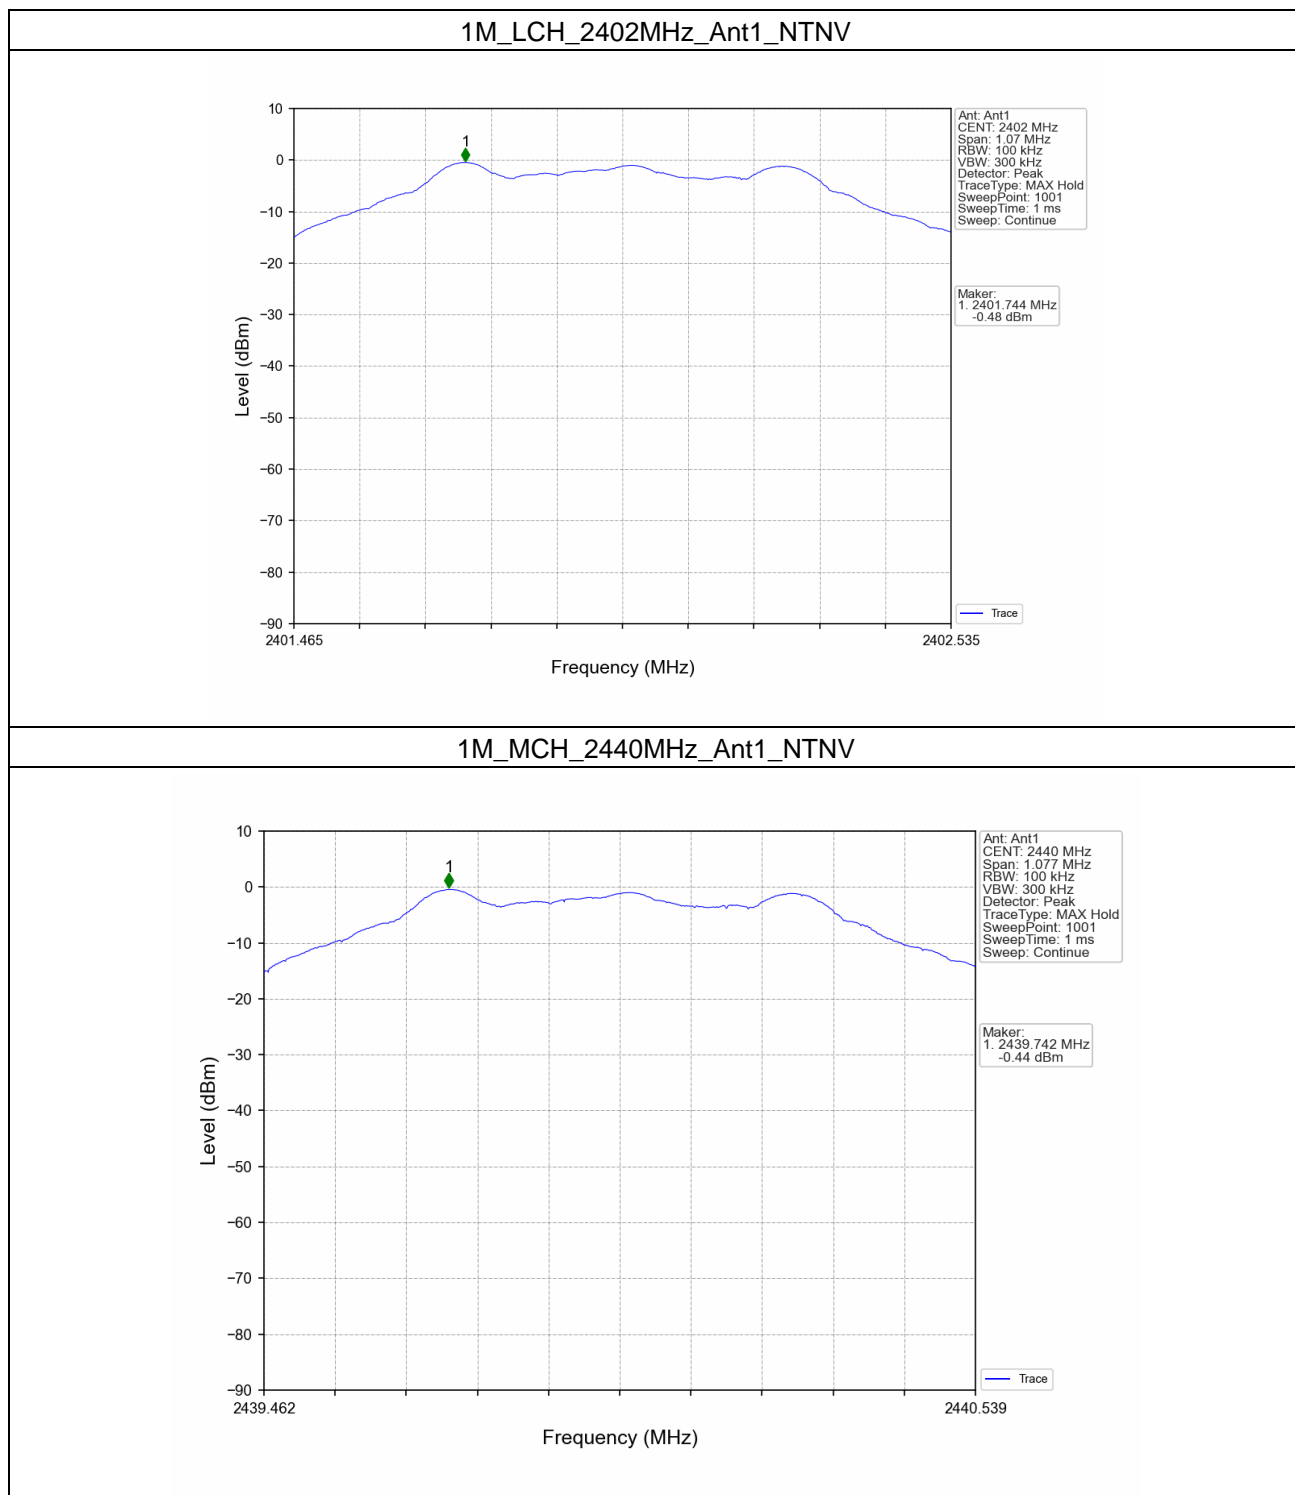 1M_LCH_2402MHz_Ant1_NTNV
10
0
−10
−20
−30
−40
−50
−60
−70
−80
−90
Level (dBm)
1
2401.465
2402.535
Frequency (MHz)
Ant: Ant1
CENT: 2402 MHz
Span: 1.07 MHz
RBW: 100 kHz
VBW: 300 kHz
Detector: Peak
TraceType: MAX Hold
SweepPoint: 1001
SweepTime: 1 ms
Sweep: Continue
Maker:
1. 2401.744 MHz
-0.48 dBm
Trace
1M_MCH_2440MHz_Ant1_NTNV
10
0
−10
−20
−30
−40
−50
−60
−70
−80
−90
Level (dBm)
1
2439.462
2440.539
Frequency (MHz)
Ant: Ant1
CENT: 2440 MHz
Span: 1.077 MHz
RBW: 100 kHz
VBW: 300 kHz
Detector: Peak
TraceType: MAX Hold
SweepPoint: 1001
SweepTime: 1 ms
Sweep: Continue
Maker:
1. 2439.742 MHz
-0.44 dBm
Trace